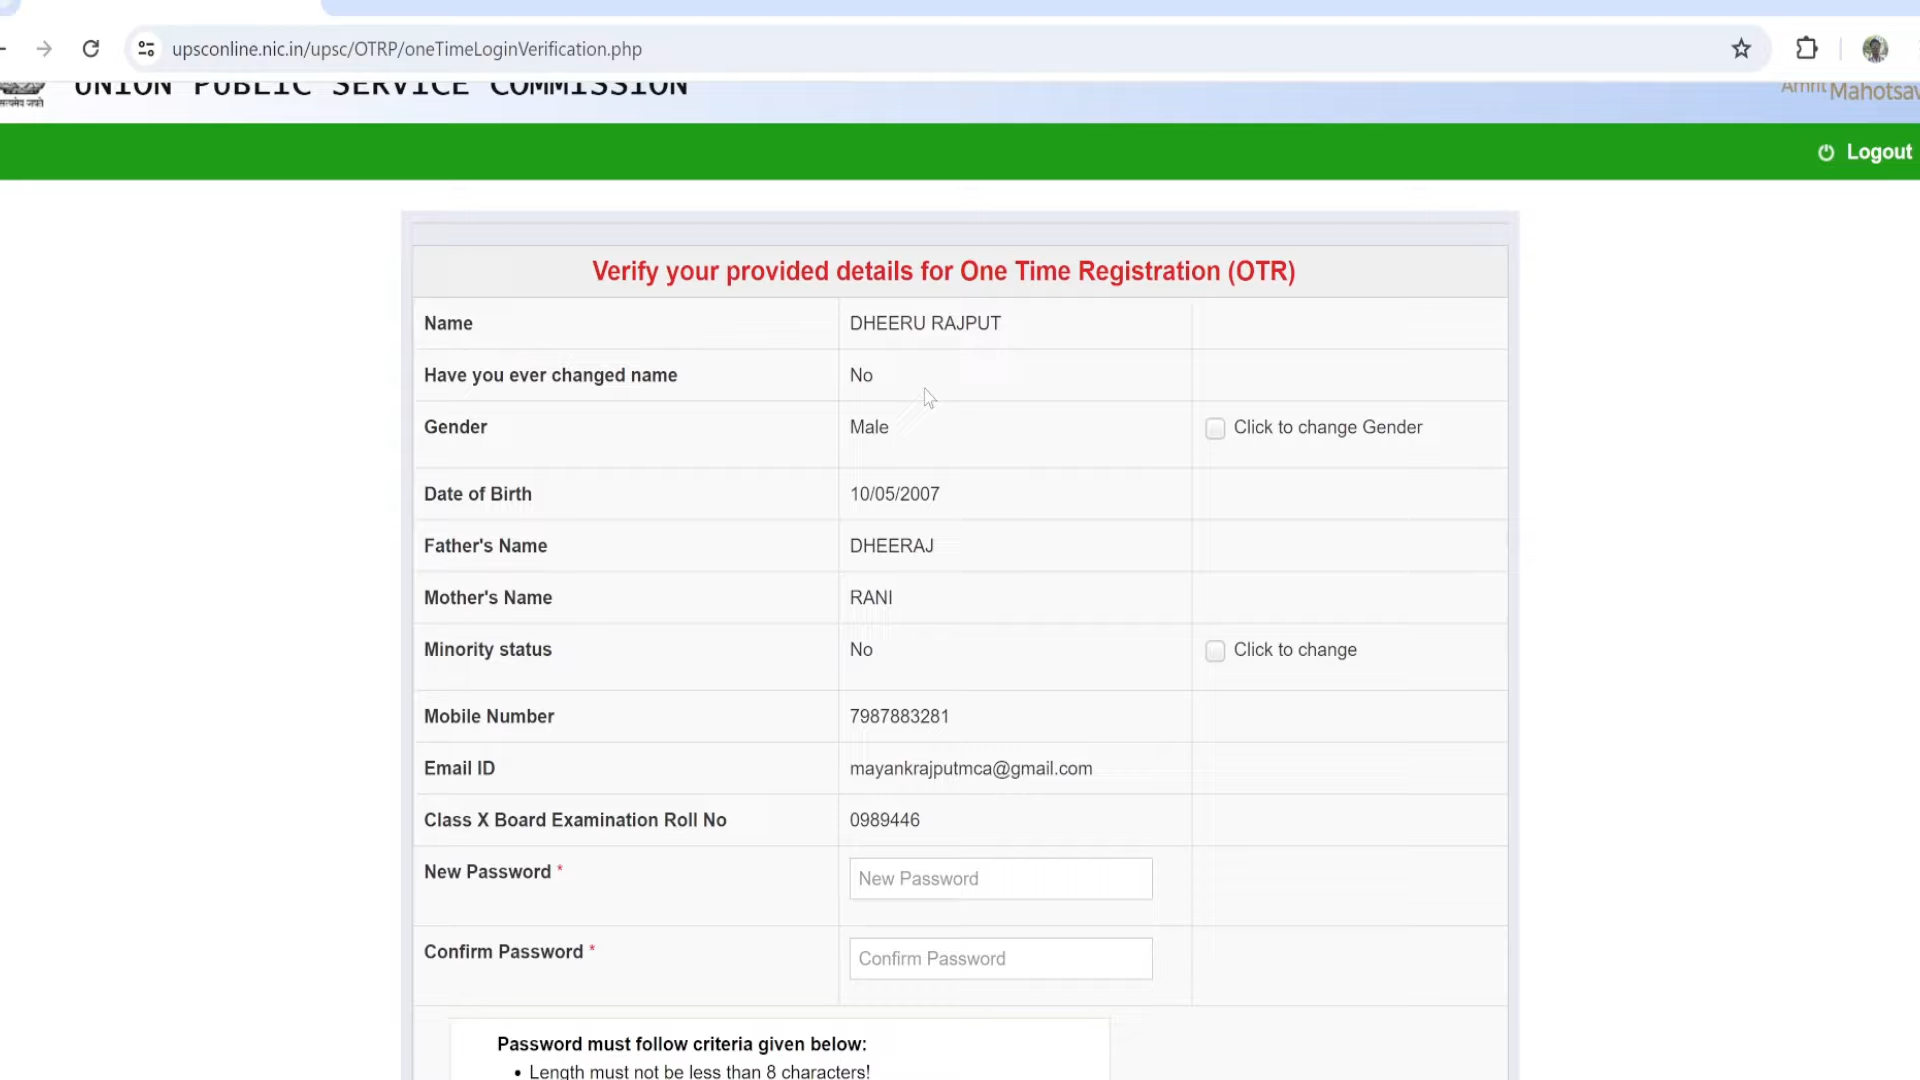 upsconline.nic.in/upsc/OTRP/oneTimeLoginVerification.php
UNION PUBLIC SERVICE COMMISSION
Amrit Mahotsav
Logout
Verify your provided details for One Time Registration (OTR)
Name DHEERU RAJPUT
Have you ever changed name No
Gender Male Click to change Gender
Date of Birth 10/05/2007
Father's Name DHEERAJ
Mother's Name RANI
Minority status No Click to change
Mobile Number 7987883281
Email ID mayankrajputmca@gmail.com
Class X Board Examination Roll No 0989446
New Password * New Password
Confirm Password * Confirm Password
Password must follow criteria given below:
• Length must not be less than 8 characters!